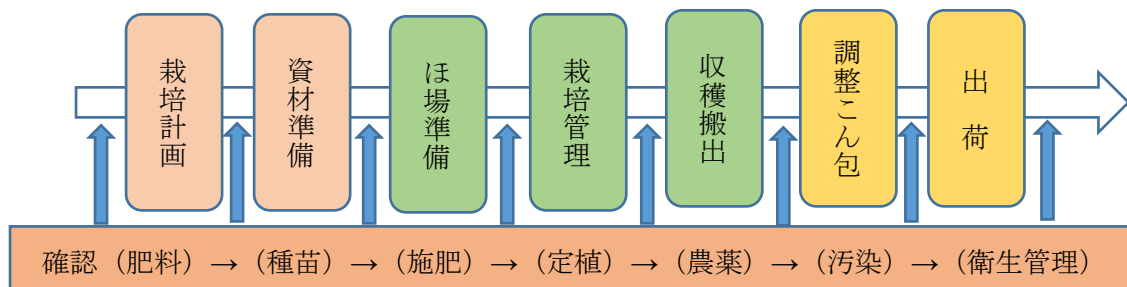 栽培計画
資材準備
ほ場準備
栽培管理
収穫搬出
調整こん包
出荷
確認（肥料）→（種苗）→（施肥）→（定植）→（農薬）→（汚染）→（衛生管理）